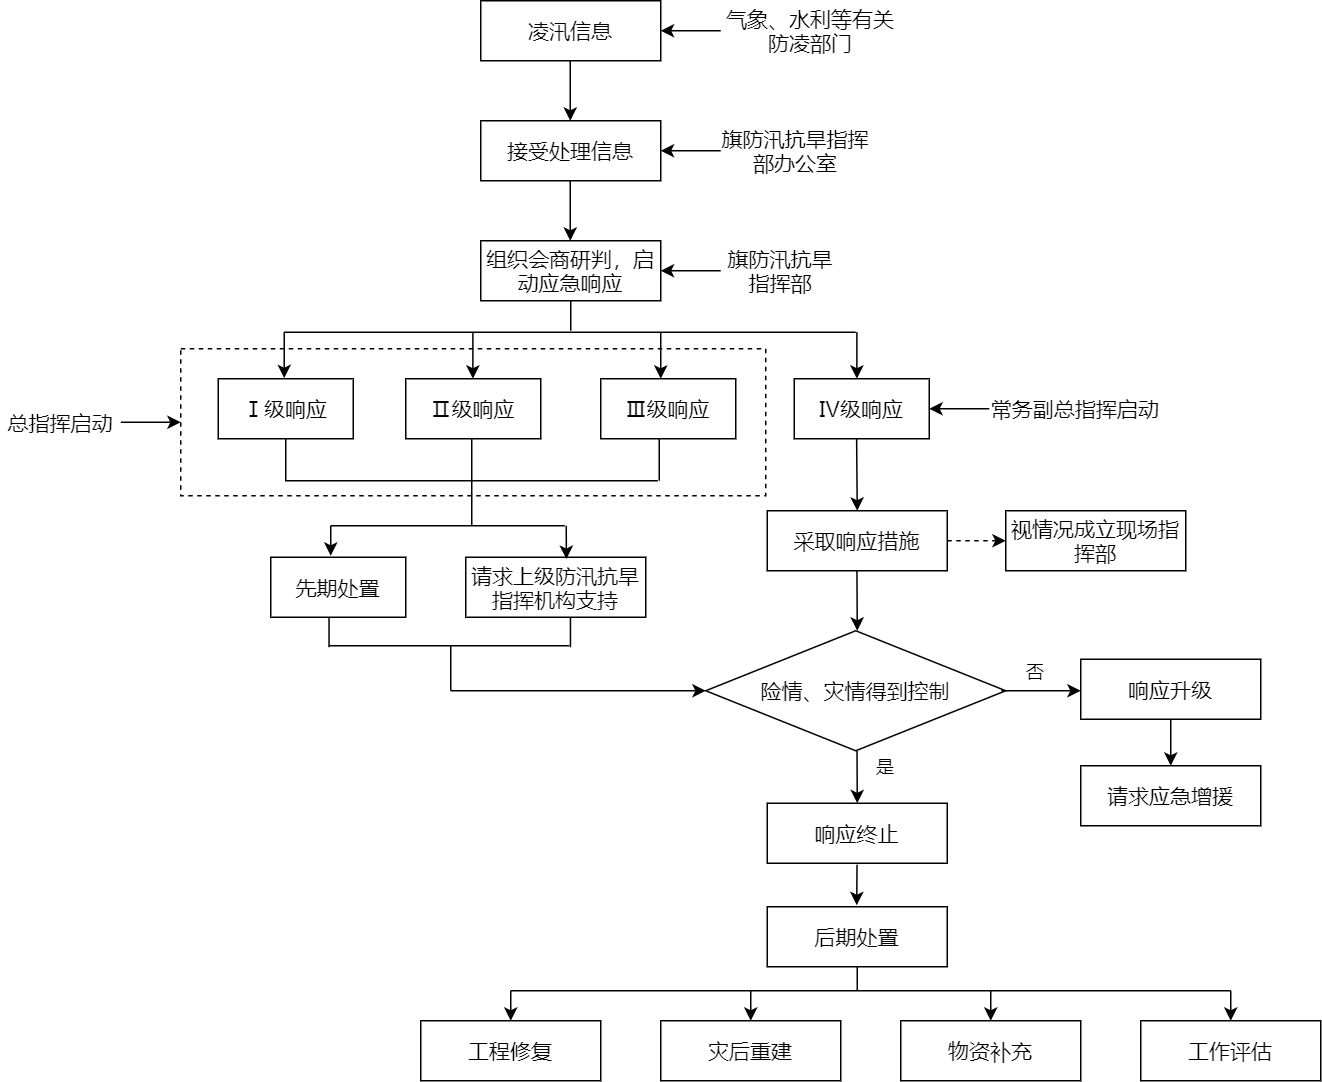 凌汛信息
气象、水利等有关
防凌部门
接受处理信息
旗防汛抗旱指挥
部办公室
组织会商研判，启
动应急响应
旗防汛抗旱
指挥部
总指挥启动
Ⅰ级响应
Ⅱ级响应
Ⅲ级响应
Ⅳ级响应
常务副总指挥启动
采取响应措施
视情况成立现场指
挥部
先期处置
请求上级防汛抗旱
指挥机构支持
险情、灾情得到控制
否
响应升级
是
请求应急增援
响应终止
后期处置
工程修复
灾后重建
物资补充
工作评估